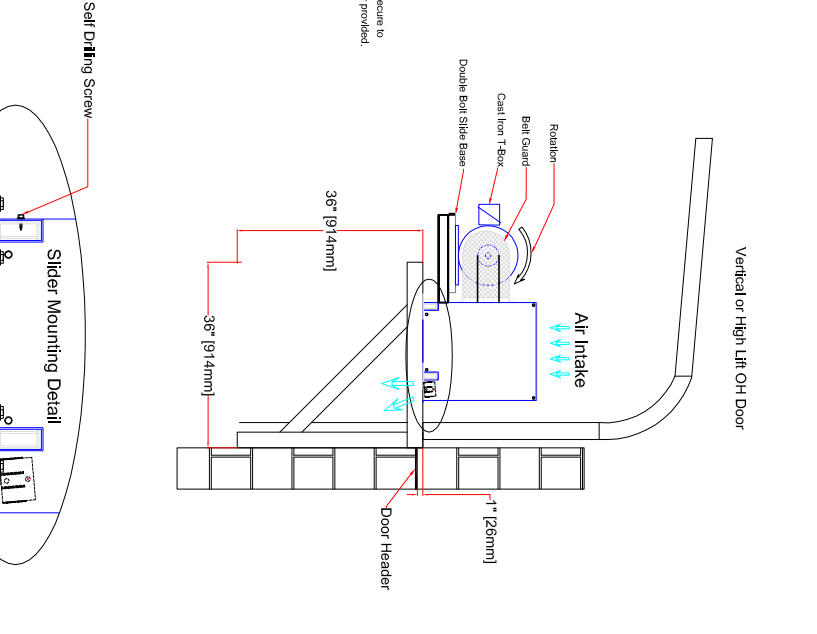 Vertical or High Lift OH Door
Air Intake
Rotation
Belt Guard
Cast Iron T-Box
Double Bolt Slide Base
36" [914mm]
36" [914mm]
1" [26mm]
Door Header
ecure to
provided.
Self Drilling Screw
Slider Mounting Detail